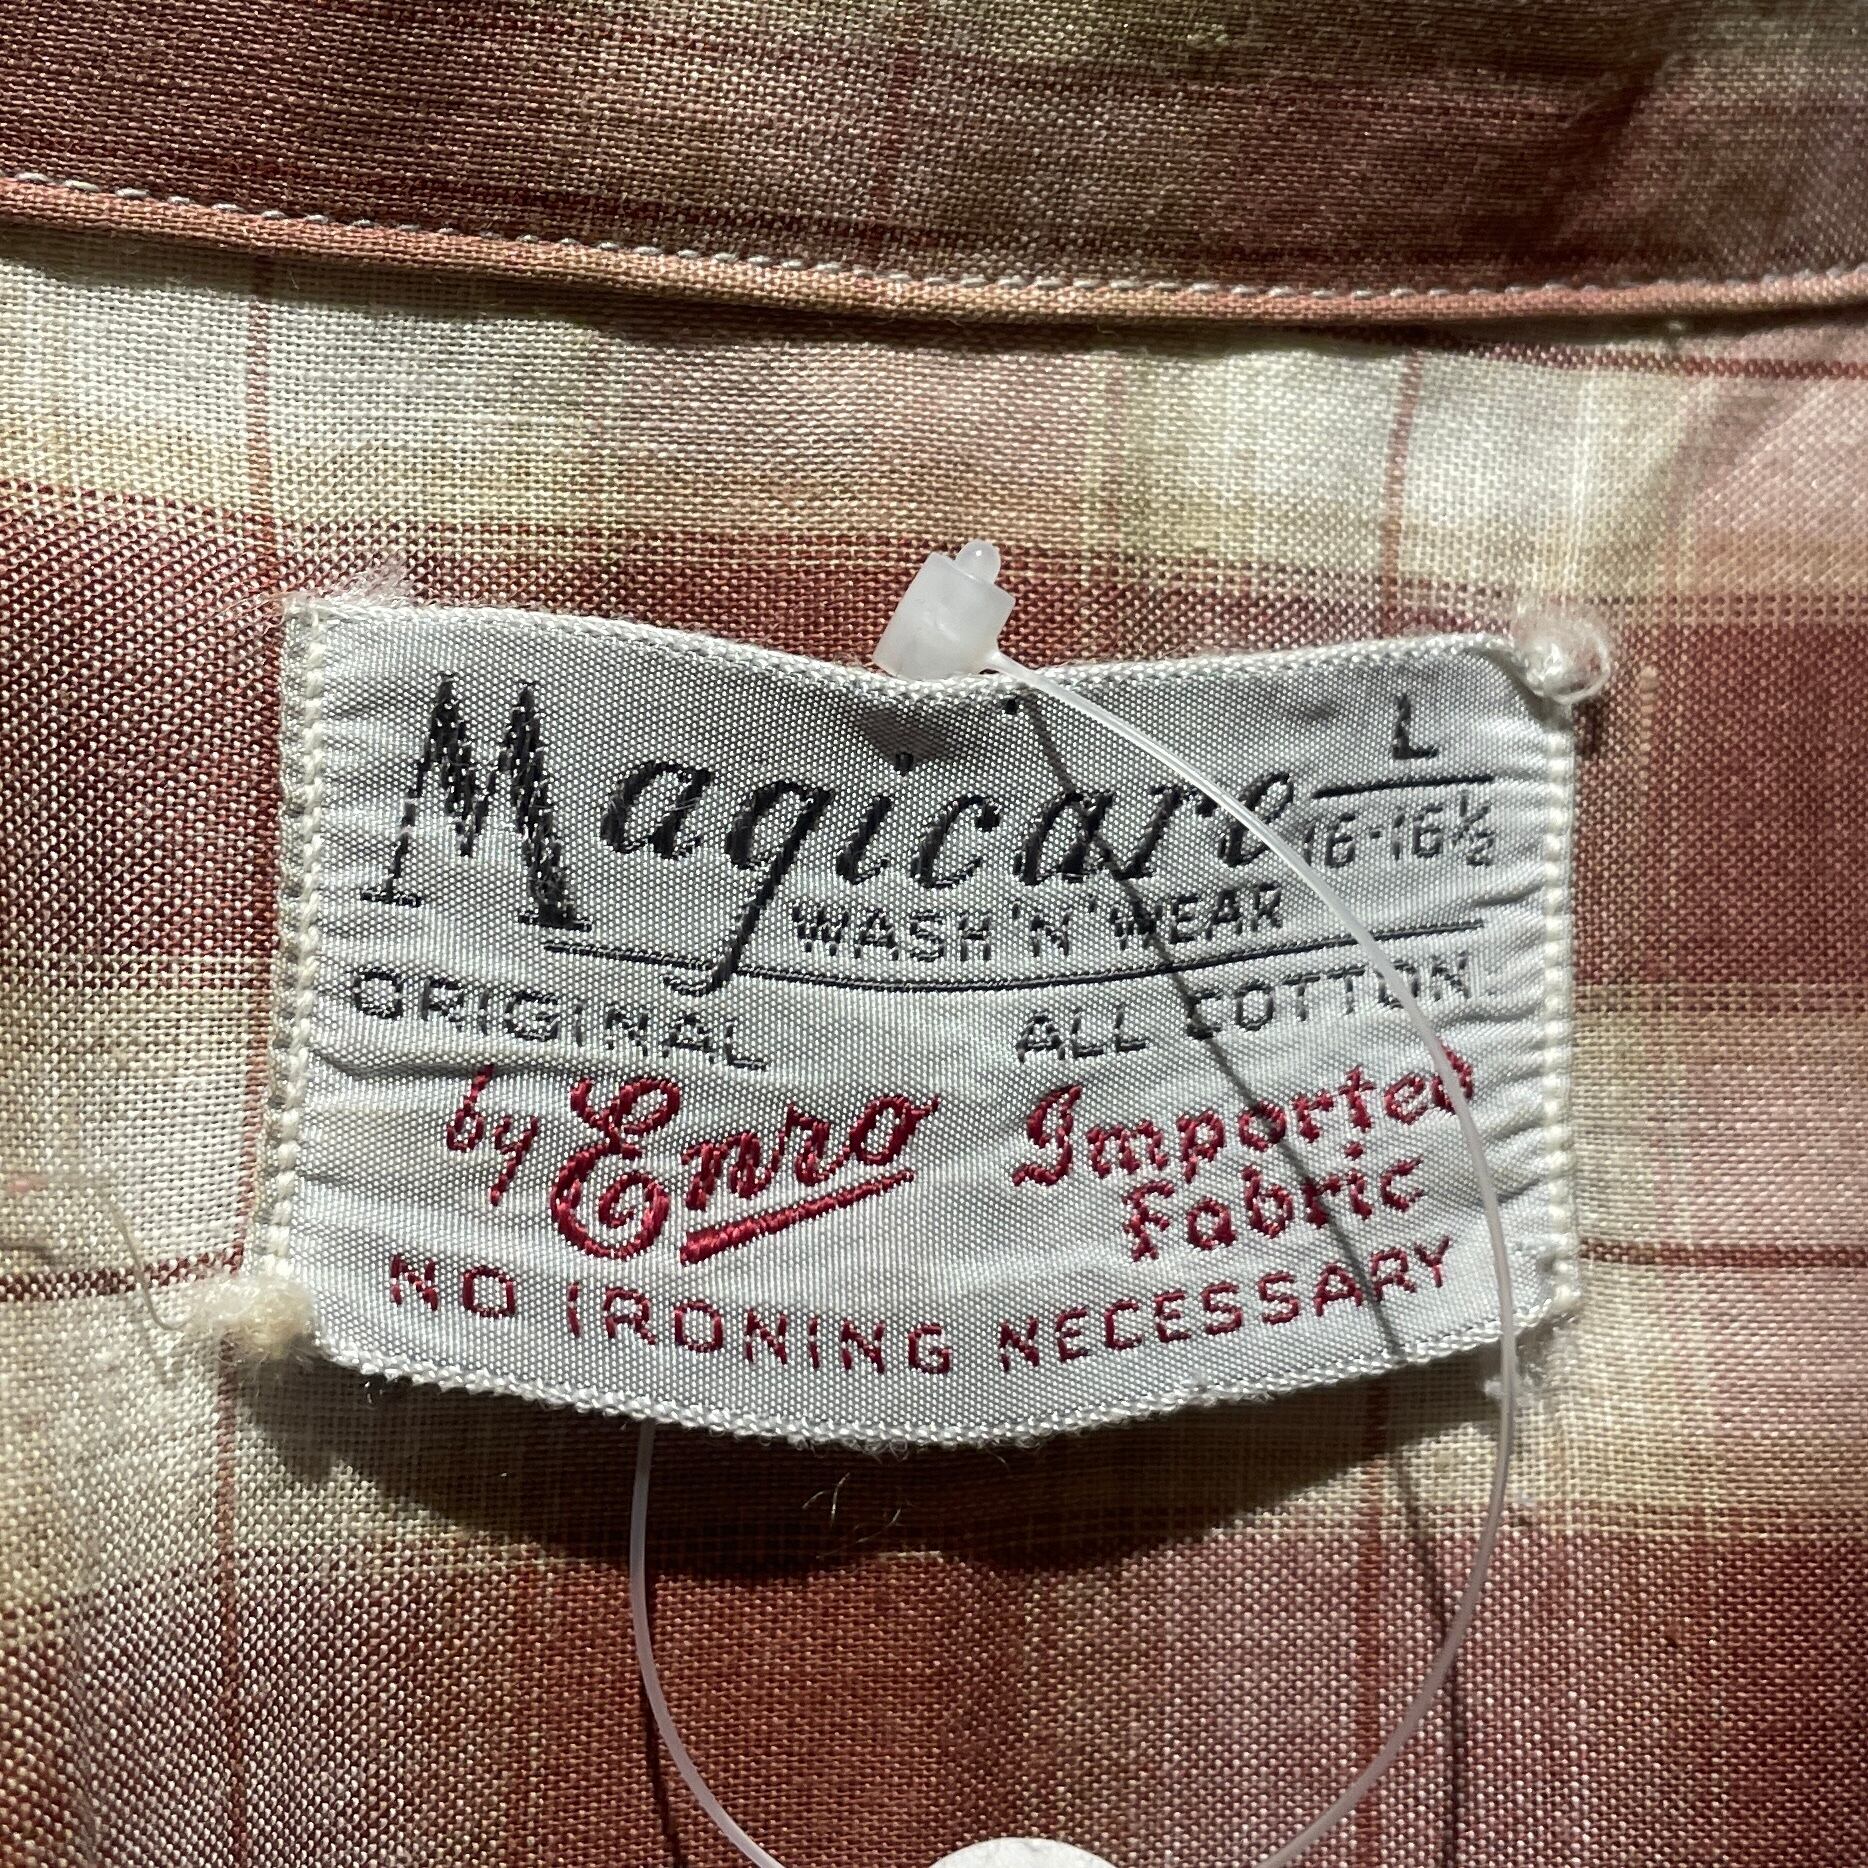 L
Magicare 16-16½
WASH 'N' WEAR
ORIGINAL ALL COTTON
by Enro Imported
Fabric
NO IRONING NECESSARY